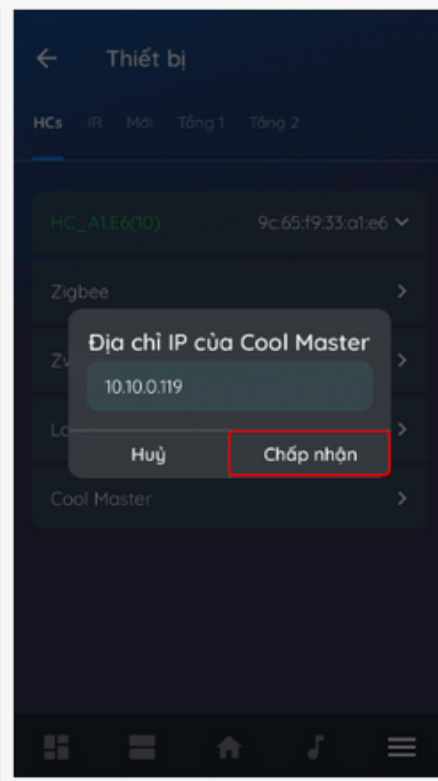 Thiết bị
HCs IR Mới Tầng 1 Tầng 2
HC_A1.E6(10) 9c:65:f9:33:a1:e6
Zigbee
Địa chỉ IP của Cool Master
10.10.0.119
Huỷ Chấp nhận
Cool Master